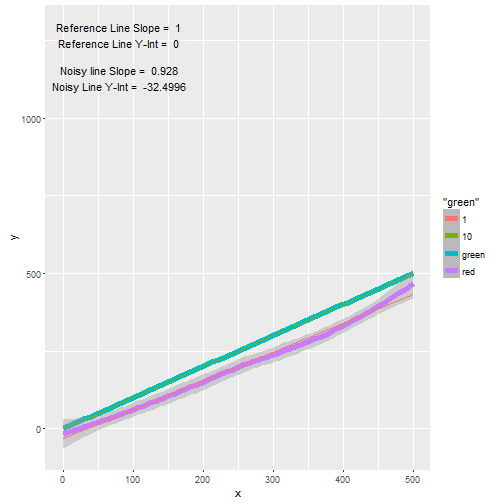 Reference Line Slope =  1
Reference Line Y-Int =  0
Noisy line Slope =  0.928
Noisy Line Y-Int =  -32.4996
1000
500
0
y
0
100
200
300
400
500
x
"green"
1
10
green
red